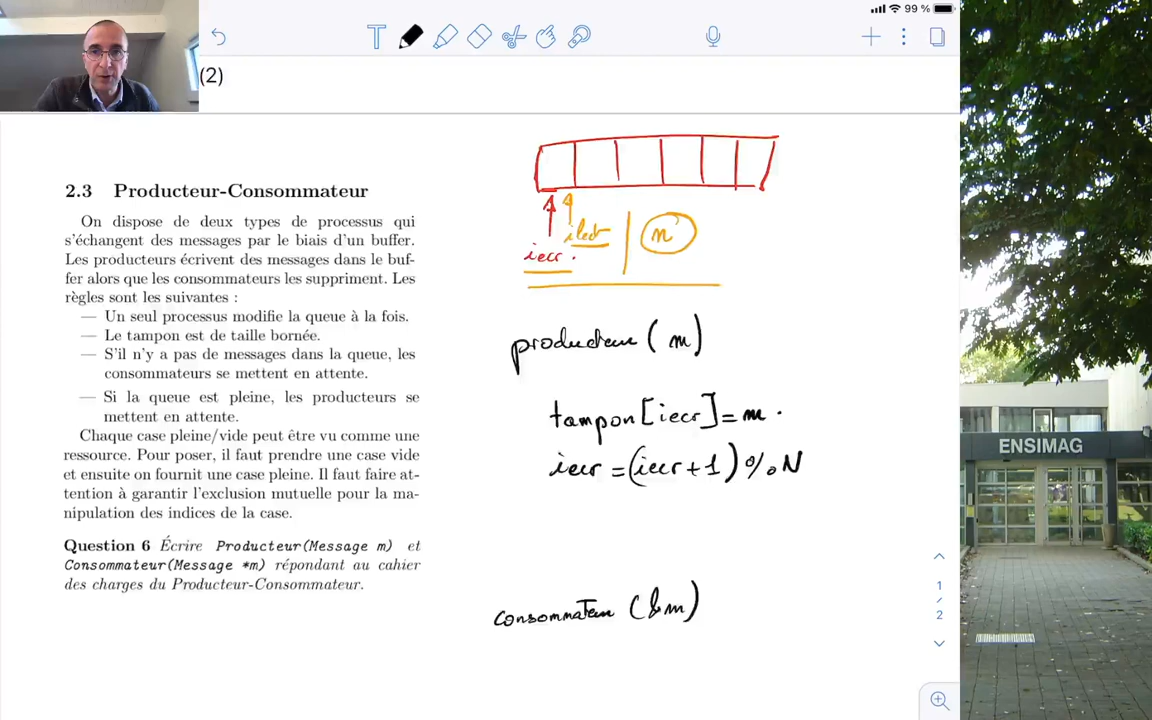 99 %
(2)
2.3 Producteur-Consommateur
On dispose de deux types de processus qui
s'échangent des messages par le biais d'un buffer.
Les producteurs écrivent des messages dans le buf-
fer alors que les consommateurs les suppriment. Les
règles sont les suivantes :
— Un seul processus modifie la queue à la fois.
— Le tampon est de taille bornée.
— S'il n'y a pas de messages dans la queue, les
consommateurs se mettent en attente.
— Si la queue est pleine, les producteurs se
mettent en attente.
Chaque case pleine/vide peut être vu comme une
ressource. Pour poser, il faut prendre une case vide
et ensuite on fournit une case pleine. Il faut faire at-
tention à garantir l'exclusion mutuelle pour la ma-
nipulation des indices de la case.
Question 6 Écrire Producteur(Message m) et
Consommateur(Message *m) répondant au cahier
des charges du Producteur-Consommateur.
ilect
iecr.
producteur (m)
tampon[iecr]=m.
iecr =(iecr+1)%N
consommateur (&m)
1
/
2
ENSIMAG